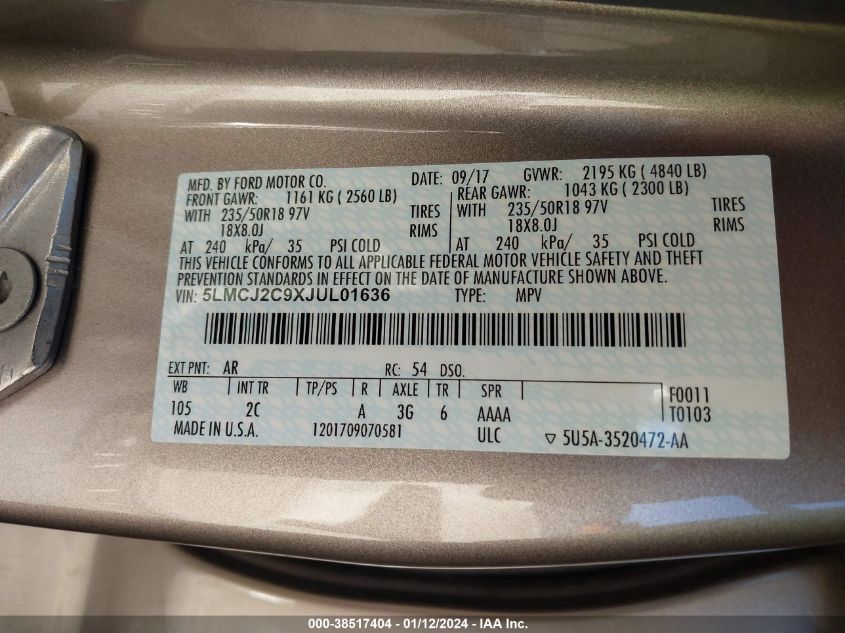 MFD. BY FORD MOTOR CO. DATE: 09/17 GVWR: 2195 KG ( 4840 LB)
FRONT GAWR: 1161 KG ( 2560 LB) REAR GAWR: 1043 KG ( 2300 LB)
WITH 235/50R18 97V TIRES WITH 235/50R18 97V TIRES
18X8.0J RIMS 18X8.0J RIMS
AT 240 kPa/ 35 PSI COLD AT 240 kPa/ 35 PSI COLD
THIS VEHICLE CONFORMS TO ALL APPLICABLE FEDERAL MOTOR VEHICLE SAFETY AND THEFT
PREVENTION STANDARDS IN EFFECT ON THE DATE OF MANUFACTURE SHOWN ABOVE.
VIN: 5LMCJ2C9XJUL01636 TYPE: MPV
EXT PNT: AR RC: 54 DSO:
WB INT TR TP/PS R AXLE TR SPR F0011
105 2C A 3G 6 AAAA T0103
MADE IN U.S.A. 1201709070581 ULC ▽ 5U5A-3520472-AA
000-38517404 - 01/12/2024 - IAA Inc.